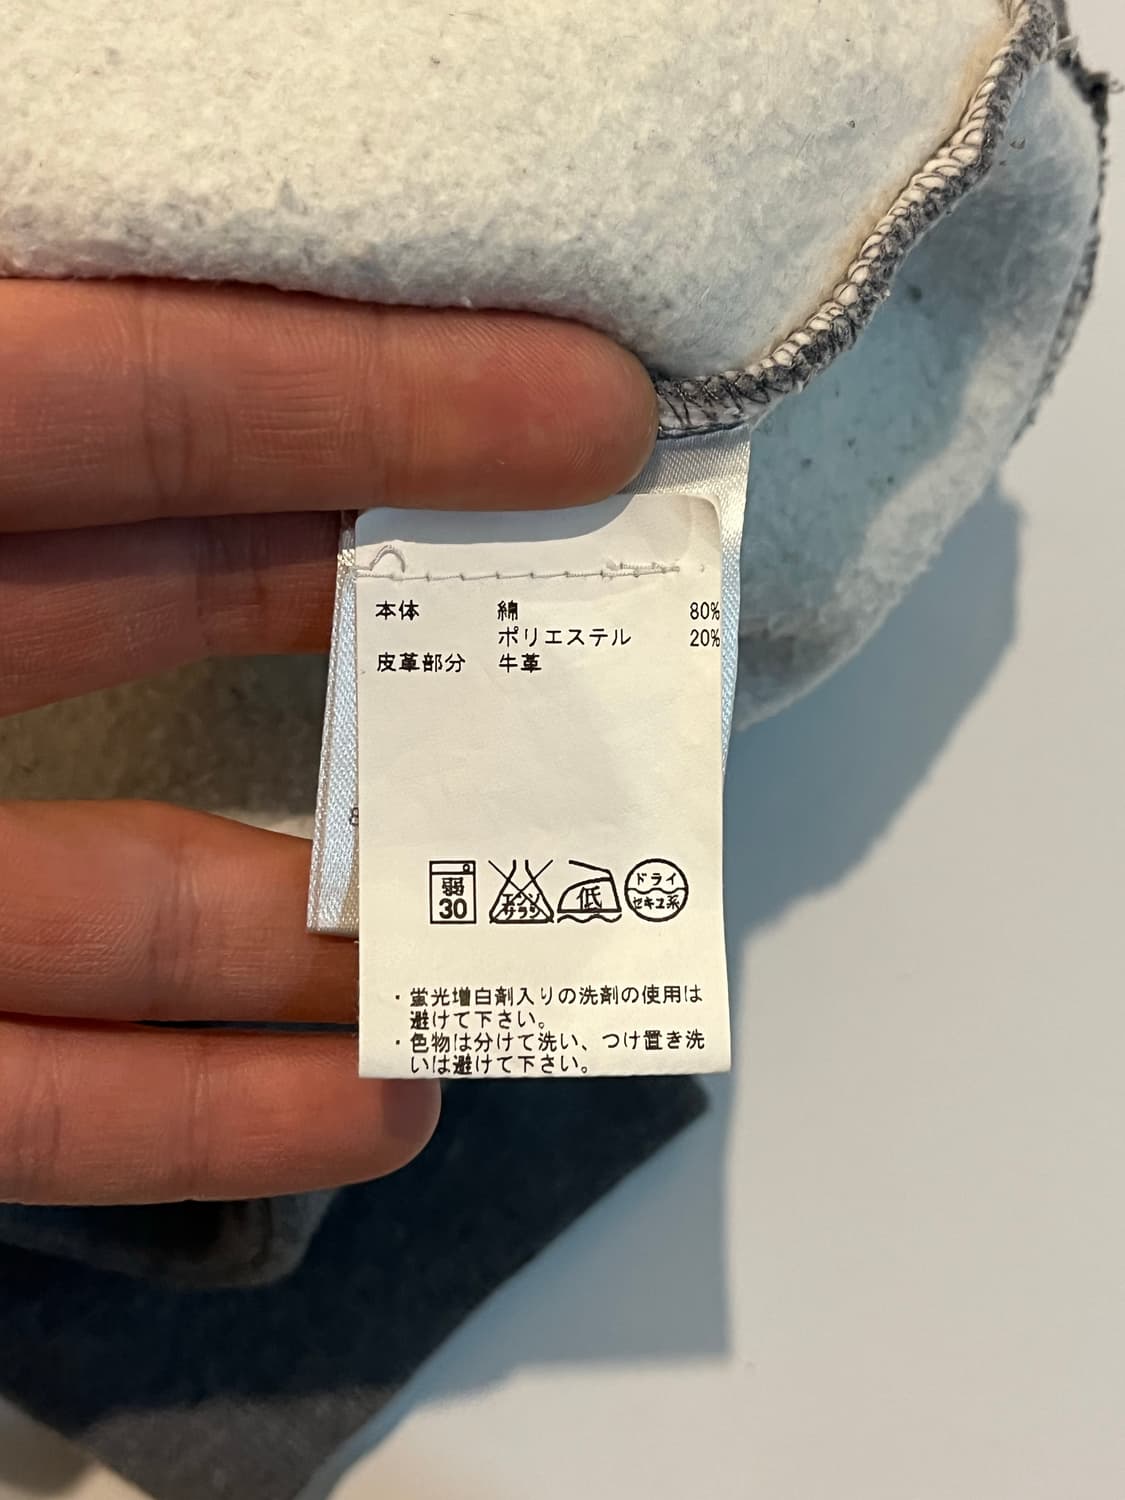 本体 綿 80%
ポリエステル 20%
皮革部分 牛革
弱
30
エンソ
サラシ
低
ドライ
セキユ系
・蛍光増白剤入りの洗剤の使用は
避けて下さい。
・色物は分けて洗い、つけ置き洗
いは避けて下さい。